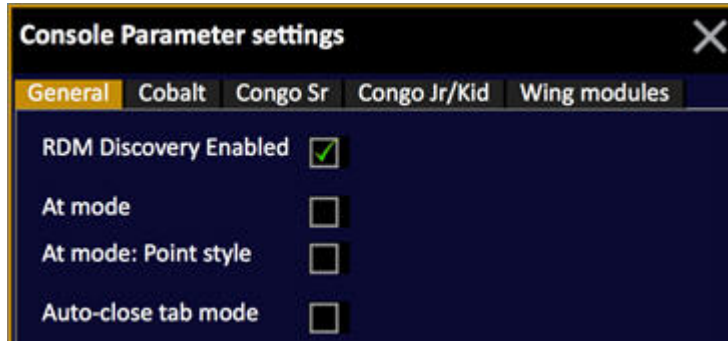 Console Parameter settings
General Cobalt Congo Sr Congo Jr/Kid Wing modules
RDM Discovery Enabled
At mode
At mode: Point style
Auto-close tab mode